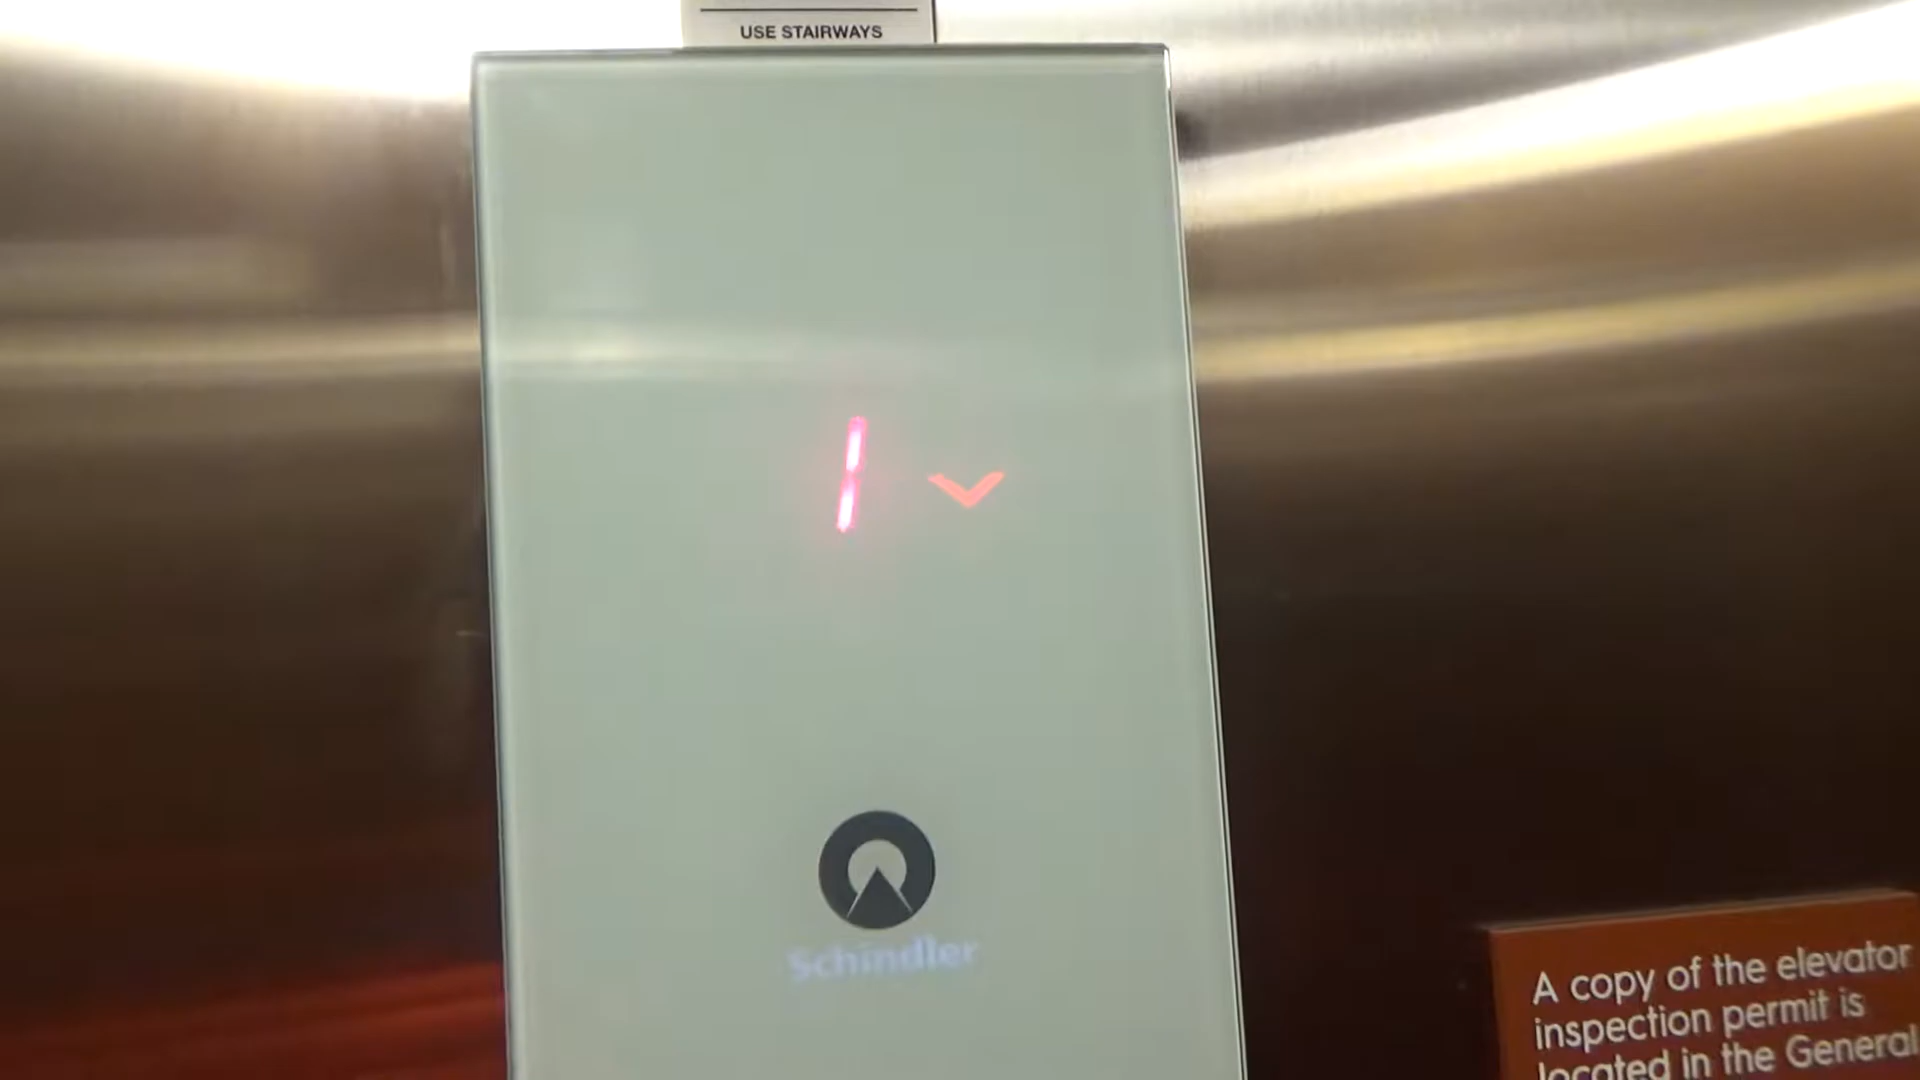 USE STAIRWAYS
1
Schindler
A copy of the elevator
inspection permit is
located in the General